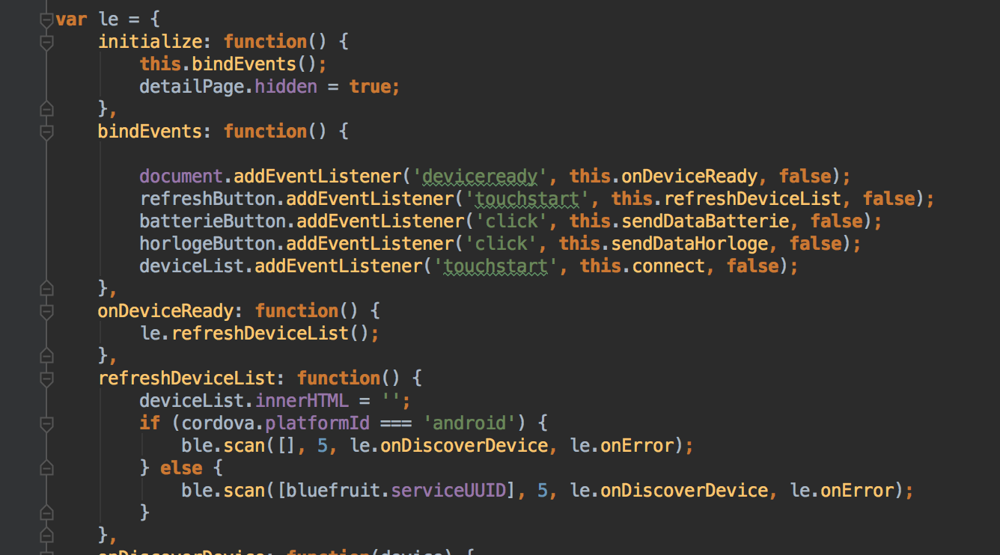 var le = {
    initialize: function() {
        this.bindEvents();
        detailPage.hidden = true;
    },
    bindEvents: function() {

        document.addEventListener('deviceready', this.onDeviceReady, false);
        refreshButton.addEventListener('touchstart', this.refreshDeviceList, false);
        batterieButton.addEventListener('click', this.sendDataBatterie, false);
        horlogeButton.addEventListener('click', this.sendDataHorloge, false);
        deviceList.addEventListener('touchstart', this.connect, false);
    },
    onDeviceReady: function() {
        le.refreshDeviceList();
    },
    refreshDeviceList: function() {
        deviceList.innerHTML = '';
        if (cordova.platformId === 'android') {
            ble.scan([], 5, le.onDiscoverDevice, le.onError);
        } else {
            ble.scan([bluefruit.serviceUUID], 5, le.onDiscoverDevice, le.onError);
        }
    },
    onDiscoverDevice: function(device) {